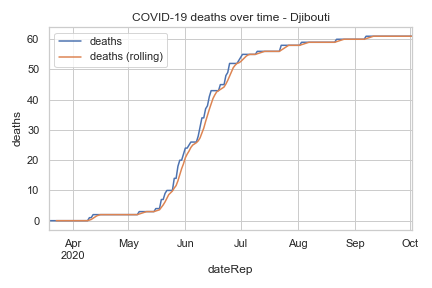 COVID-19 deaths over time - Djibouti
deaths
deaths (rolling)
60
50
40
30
20
10
0
deaths
Apr
2020
May
Jun
Jul
Aug
Sep
Oct
dateRep